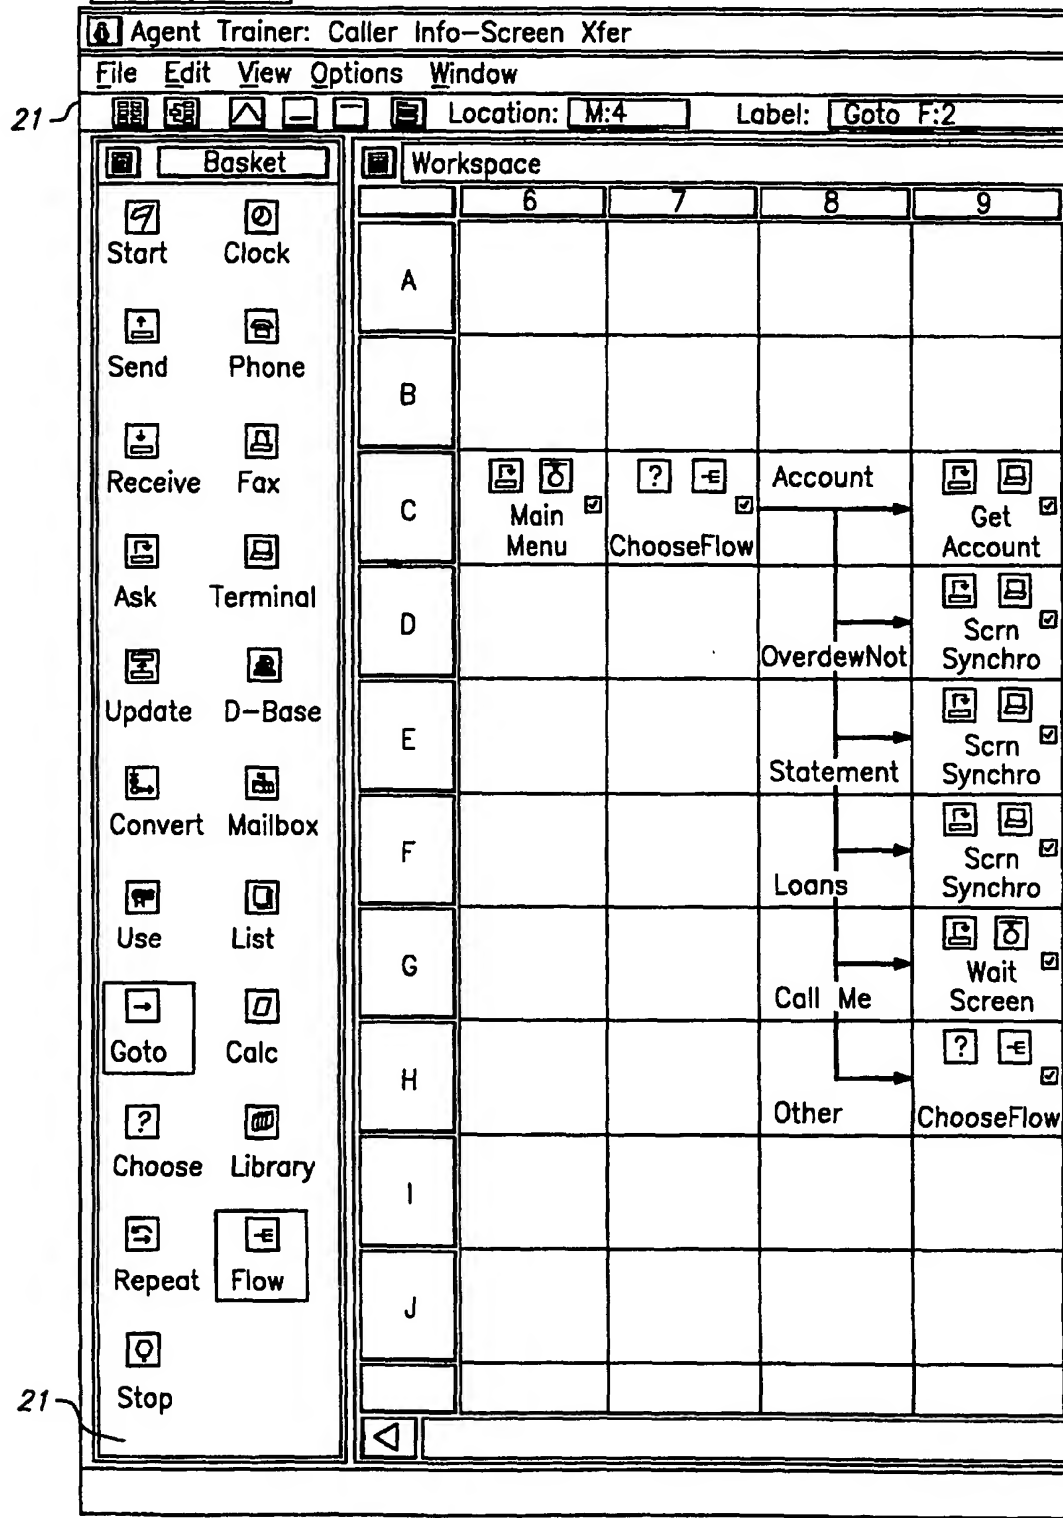 Agent Trainer: Caller Info-Screen Xfer
File Edit View Options Window
21
Location: M:4 Label: Goto F:2
Basket
Start Clock
Send Phone
Receive Fax
Ask Terminal
Update D-Base
Convert Mailbox
Use List
Goto Calc
Choose Library
Repeat Flow
Stop
21
Workspace
6 7 8 9
A
B
C
Main Menu
ChooseFlow
Account
Get Account
D
OverdewNot
Scrn Synchro
E
Statement
Scrn Synchro
F
Loans
Scrn Synchro
G
Call Me
Wait Screen
H
Other
? ChooseFlow
I
J